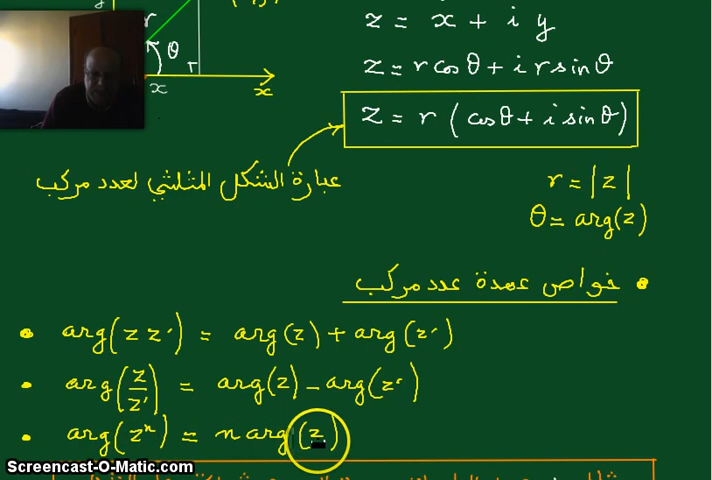 r
θ
x
x
z = x + i y
z = r cos θ + i r sin θ
z = r ( cos θ + i sin θ )
عبارة الشكل المثلثي لعدد مركب
r = |z|
θ = arg(z)
• خواص عمدة عدد مركب
• arg(z z') = arg(z) + arg(z')
• arg(z/z') = arg(z) - arg(z')
• arg(zⁿ) = n arg(z)
Screencast-O-Matic.com